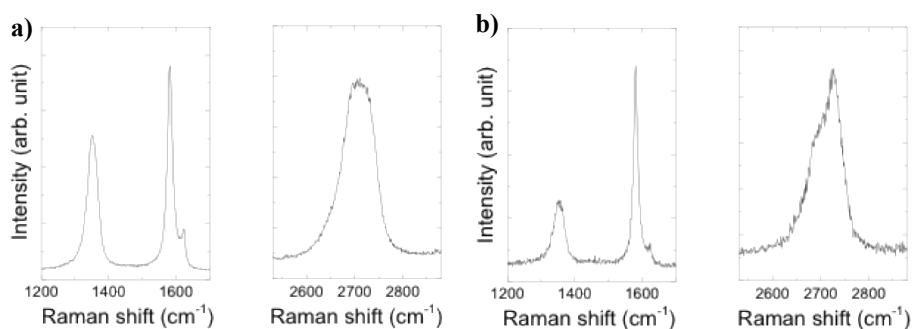 a)
b)
Intensity (arb. unit)
1200 1400 1600
Raman shift (cm⁻¹)
2600 2700 2800
Raman shift (cm⁻¹)
Intensity (arb. unit)
1200 1400 1600
Raman shift (cm⁻¹)
2600 2700 2800
Raman shift (cm⁻¹)